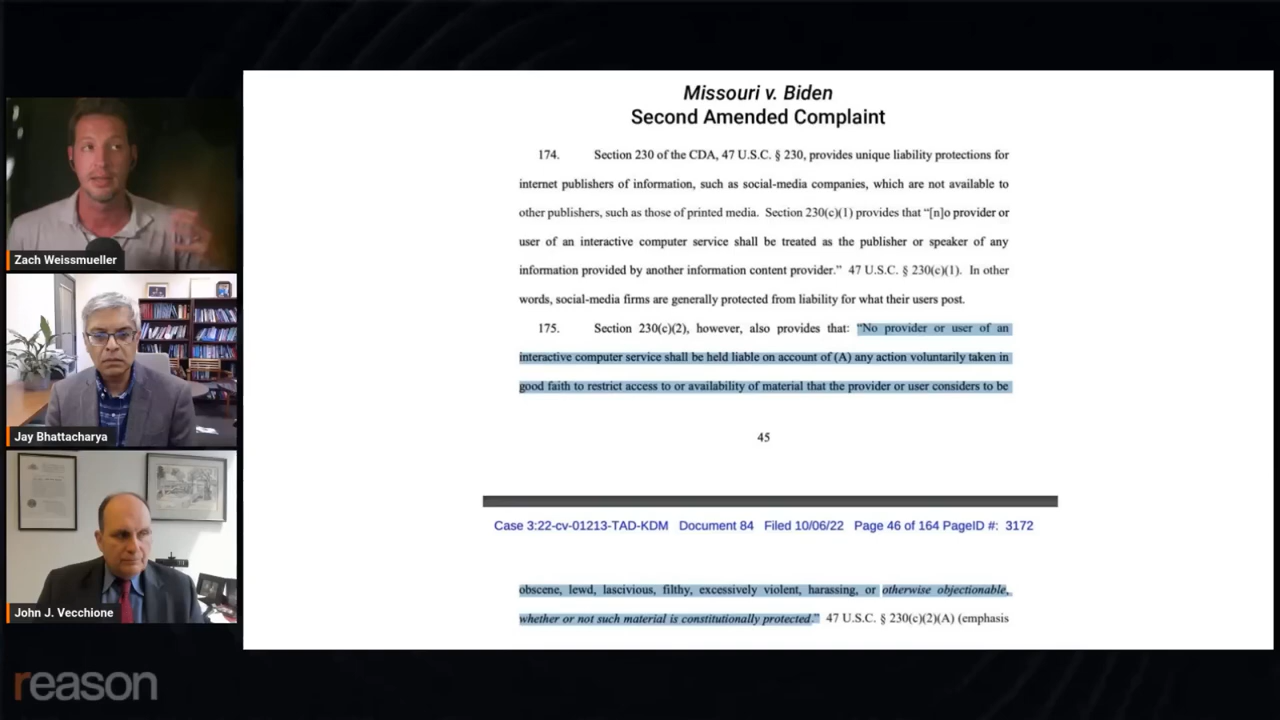 Missouri v. Biden
Second Amended Complaint
174. Section 230 of the CDA, 47 U.S.C. § 230, provides unique liability protections for
internet publishers of information, such as social-media companies, which are not available to
other publishers, such as those of printed media. Section 230(c)(1) provides that “[n]o provider or
user of an interactive computer service shall be treated as the publisher or speaker of any
information provided by another information content provider.” 47 U.S.C. § 230(c)(1). In other
words, social-media firms are generally protected from liability for what their users post.
175. Section 230(c)(2), however, also provides that: “No provider or user of an
interactive computer service shall be held liable on account of (A) any action voluntarily taken in
good faith to restrict access to or availability of material that the provider or user considers to be
45
Case 3:22-cv-01213-TAD-KDM Document 84 Filed 10/06/22 Page 46 of 164 PageID #: 3172
obscene, lewd, lascivious, filthy, excessively violent, harassing, or otherwise objectionable,
whether or not such material is constitutionally protected.” 47 U.S.C. § 230(c)(2)(A) (emphasis
Zach Weissmueller
Jay Bhattacharya
John J. Vecchione
reason